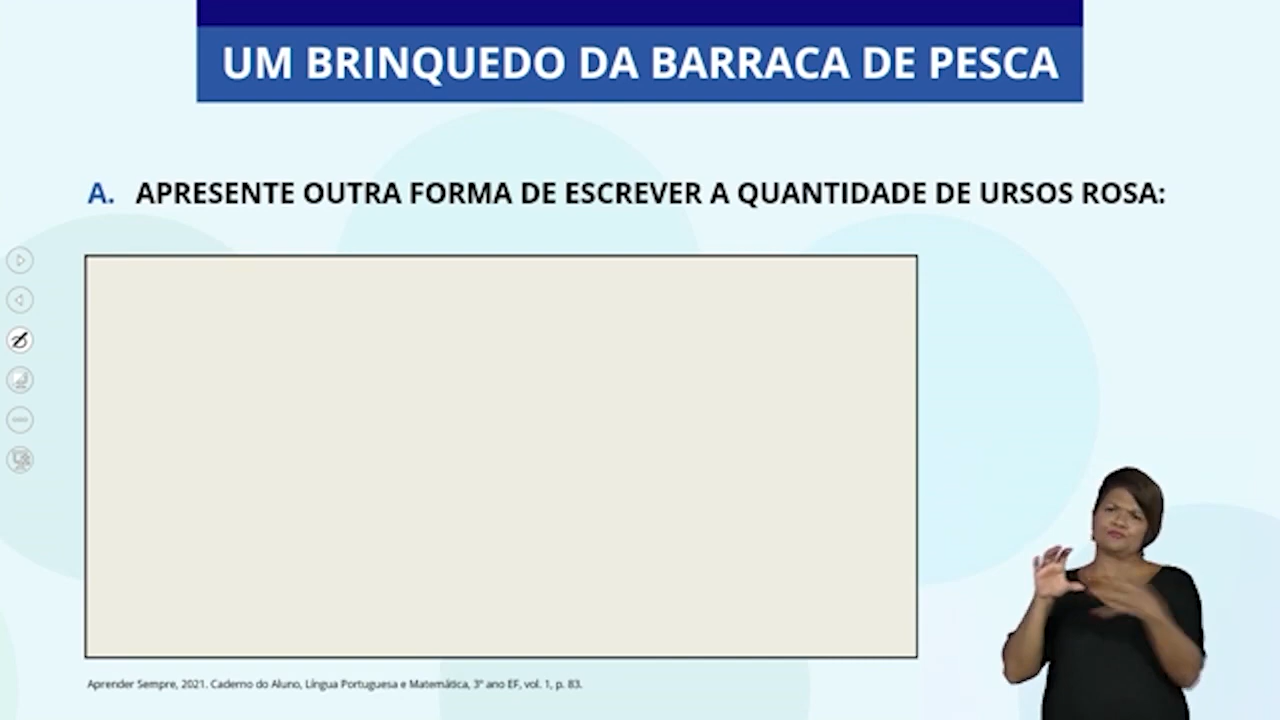 UM BRINQUEDO DA BARRACA DE PESCA
A. APRESENTE OUTRA FORMA DE ESCREVER A QUANTIDADE DE URSOS ROSA:
Aprender Sempre, 2021. Caderno do Aluno, Língua Portuguesa e Matemática, 3º ano EF, vol. 1, p. 83.